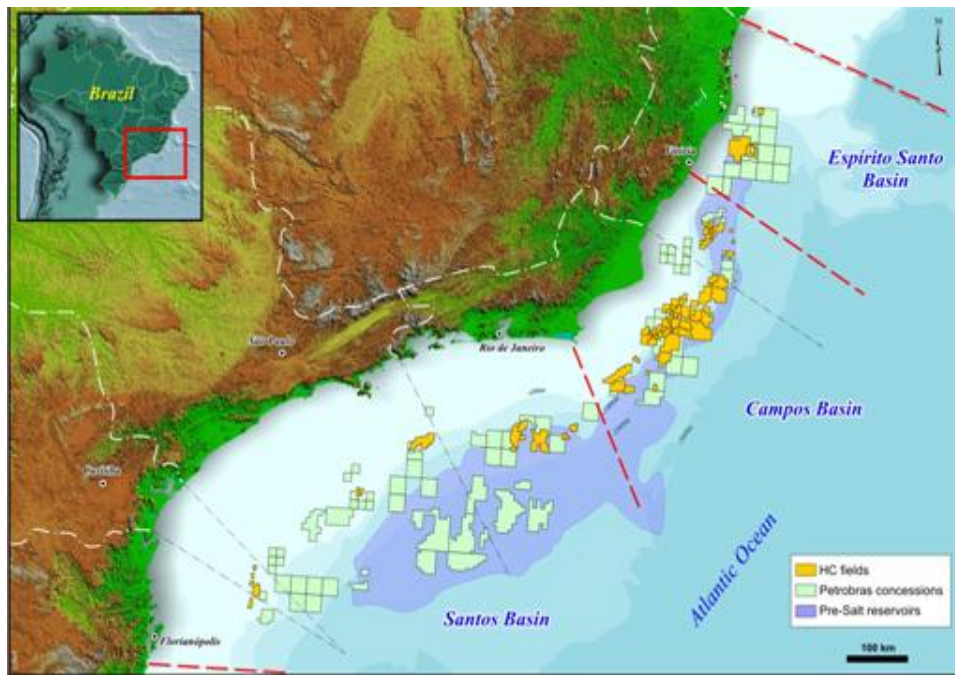 Brazil
N
Vitória
Espírito Santo
Basin
São Paulo
Rio de Janeiro
Campos Basin
Curitiba
Atlantic Ocean
Santos Basin
Florianópolis
HC fields
Petrobras concessions
Pre-Salt reservoirs
100 km